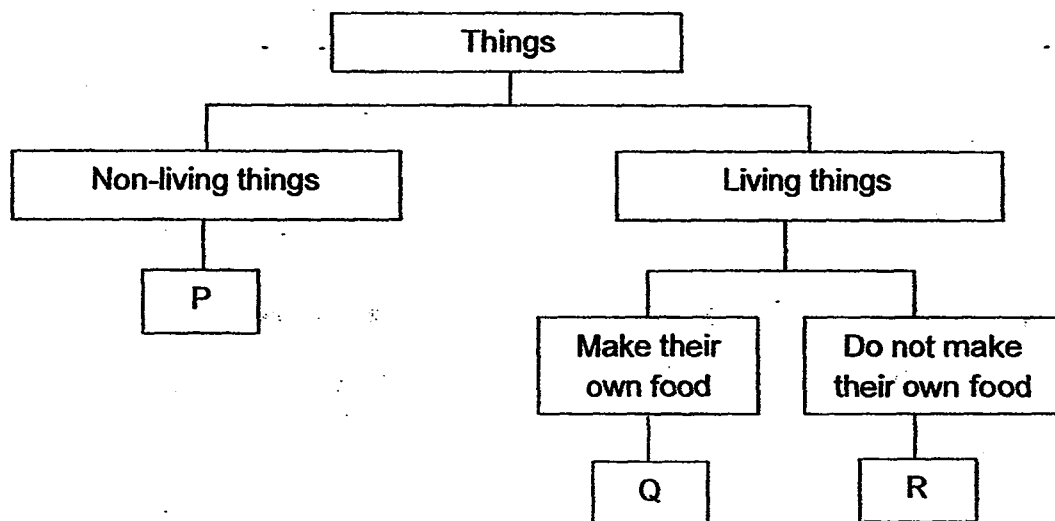 Things
Non-living things
Living things
P
Make their
own food
Do not make
their own food
Q
R